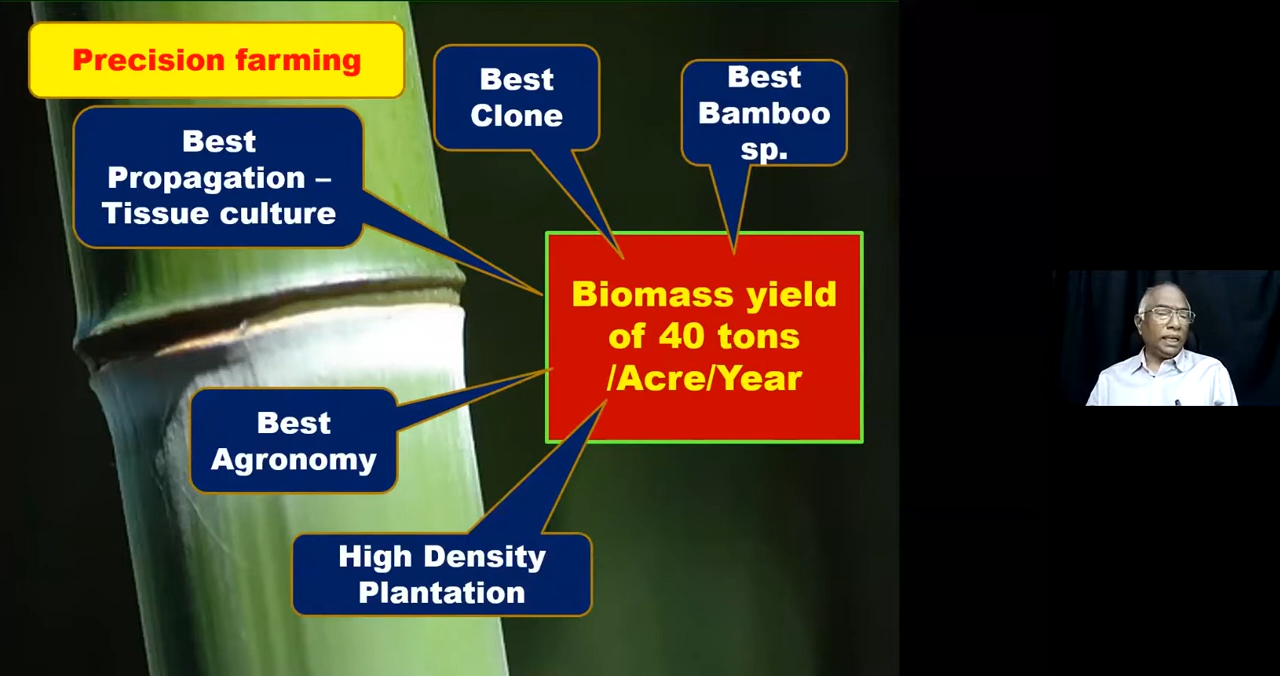 Precision farming
Best
Clone
Best
Bamboo
sp.
Best
Propagation –
Tissue culture
Biomass yield
of 40 tons
/Acre/Year
Best
Agronomy
High Density
Plantation